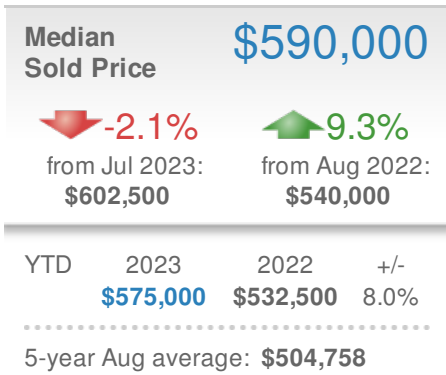 Median
Sold Price
$590,000
-2.1%
from Jul 2023:
$602,500
9.3%
from Aug 2022:
$540,000
YTD 2023 2022 +/-
$575,000 $532,500 8.0%
5-year Aug average: $504,758